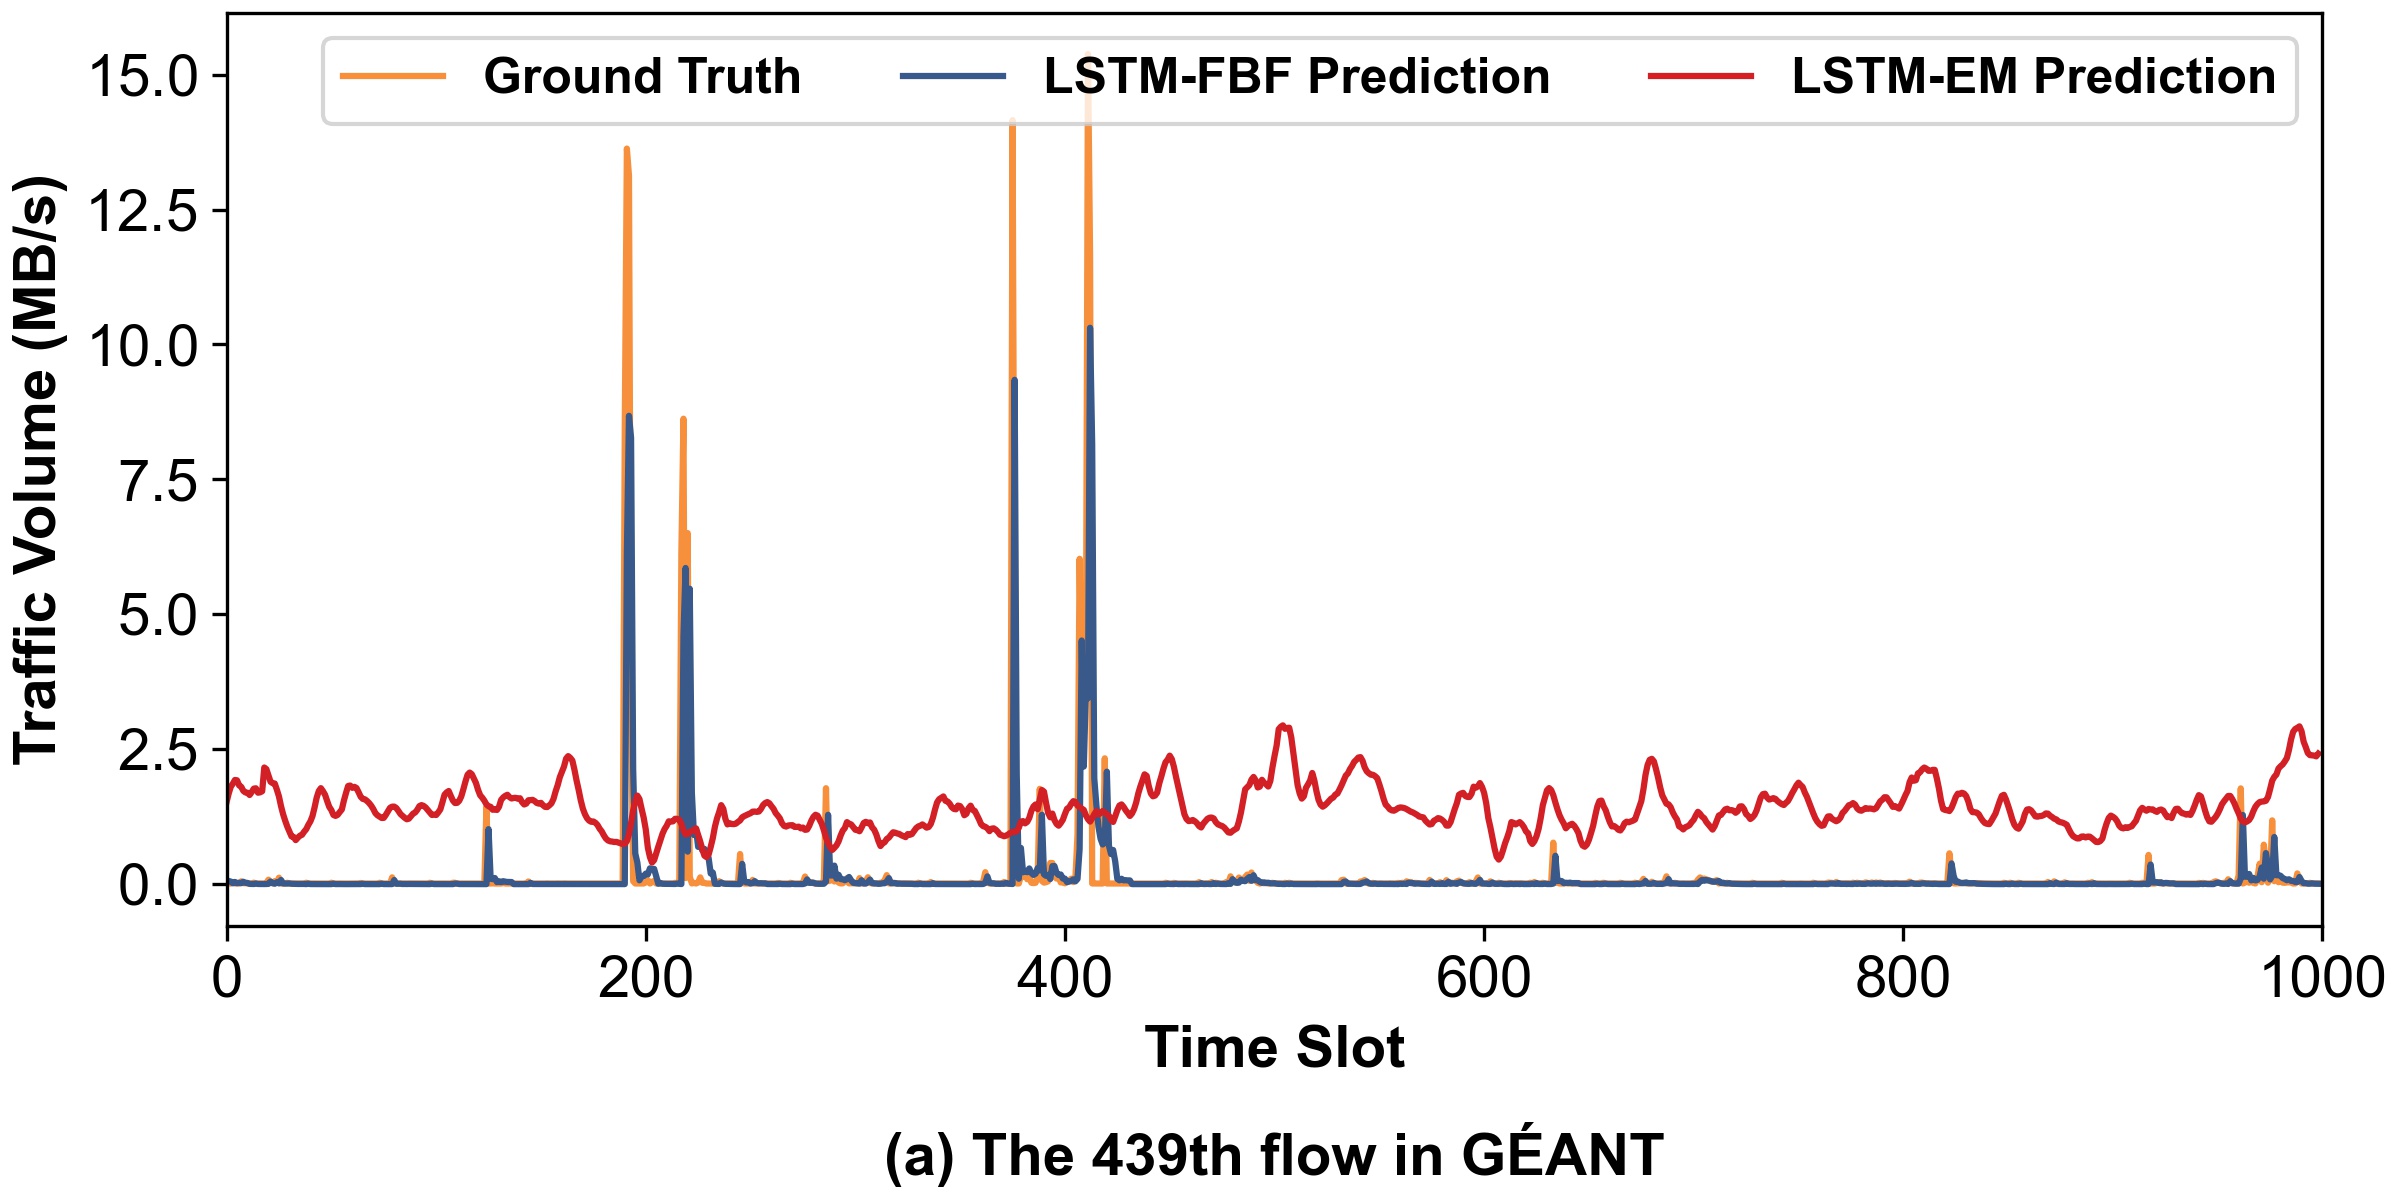 Ground Truth LSTM-FBF Prediction LSTM-EM Prediction
Traffic Volume (MB/s)
15.0
12.5
10.0
7.5
5.0
2.5
0.0
0 200 400 600 800 1000
Time Slot
(a) The 439th flow in GÉANT